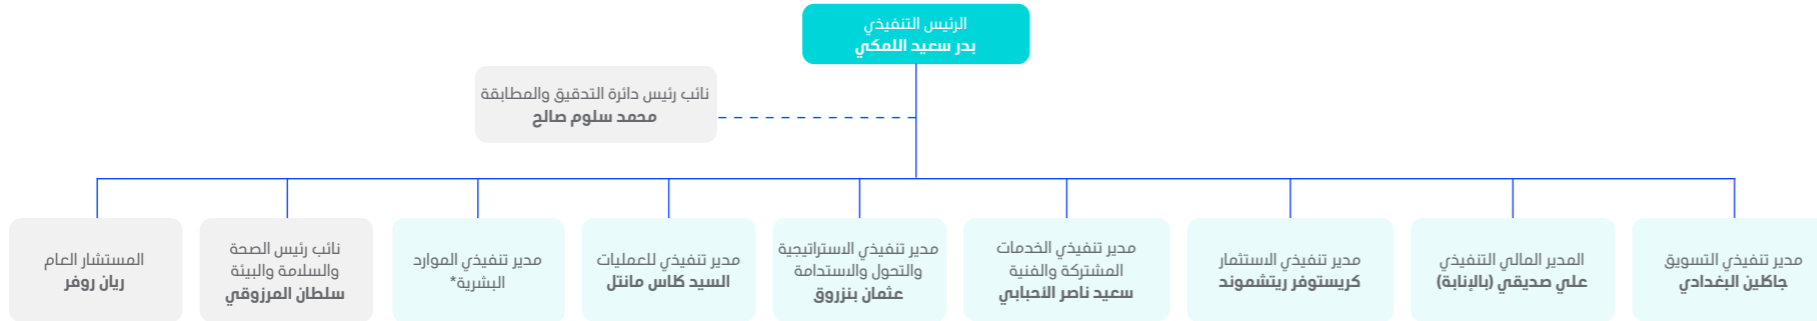 الرئيس التنفيذي
بدر سعيد اللمكي
نائب رئيس دائرة التدقيق والمطابقة
محمد سلوم صالح
مدير تنفيذي التسويق
جاكلين البغدادي
المدير المالي التنفيذي
علي صديقي (بالإنابة)
مدير تنفيذي الاستثمار
كريستوفر ريتشموند
مدير تنفيذي الخدمات
المشتركة والفنية
سعيد ناصر الأحبابي
مدير تنفيذي الاستراتيجية
والتحول والاستدامة
عثمان بنزروق
مدير تنفيذي للعمليات
السيد كلاس مانتل
مدير تنفيذي الموارد
البشرية*
نائب رئيس الصحة
والسلامة والبيئة
سلطان المرزوقي
المستشار العام
ريان روفر